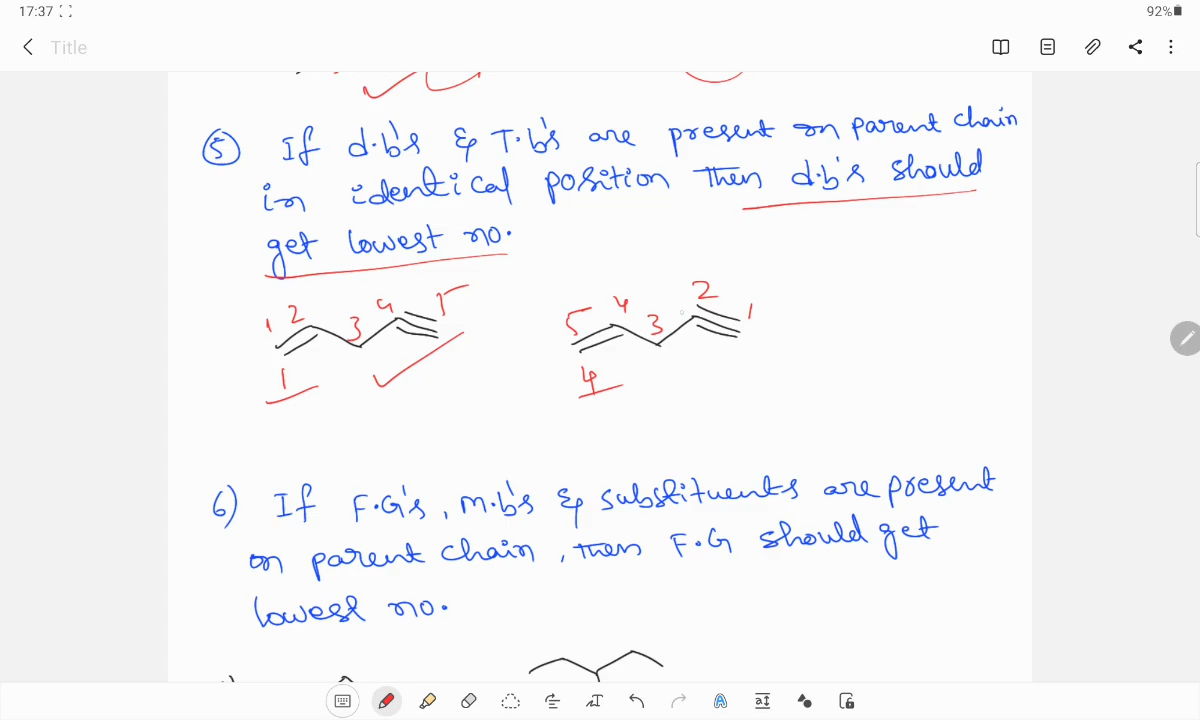 17:37
92%
Title
5 If d.b's & T.b's are present on parent chain
in identical position then d.b's should
get lowest no.
1 2 3 4 5
5 4 3 2 1
1
4
6) If F.G's, m.b's & substituents are present
on parent chain, then F.G should get
lowest no.